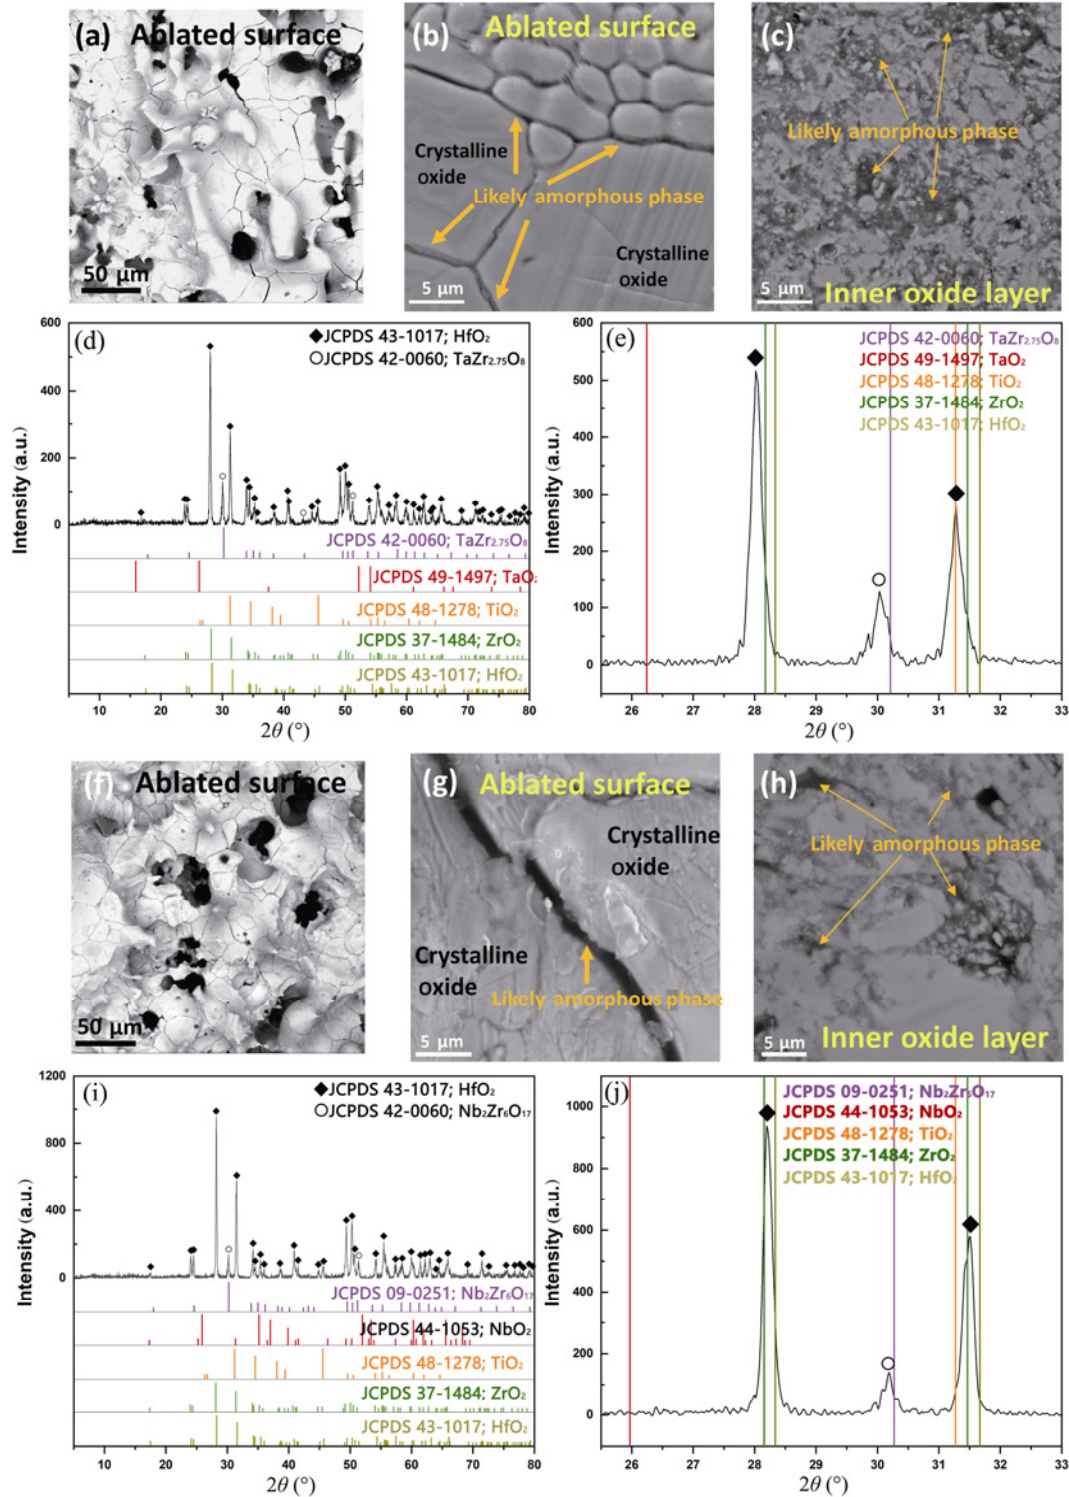 (a) Ablated surface
50 µm
(b) Ablated surface
Crystalline
oxide
Likely amorphous phase
Crystalline
oxide
5 µm
(c)
Likely amorphous phase
5 µm
Inner oxide layer
(d)
◆JCPDS 43-1017; HfO₂
○JCPDS 42-0060; TaZr₂.₇₅O₈
Intensity (a.u.)
600
400
200
0
JCPDS 42-0060; TaZr₂.₇₅O₈
JCPDS 49-1497; TaO₂
JCPDS 48-1278; TiO₂
JCPDS 37-1484; ZrO₂
JCPDS 43-1017; HfO₂
10 20 30 40 50 60 70 80
2θ (°)
(e)
JCPDS 42-0060; TaZr₂.₇₅O₈
JCPDS 49-1497; TaO₂
JCPDS 48-1278; TiO₂
JCPDS 37-1484; ZrO₂
JCPDS 43-1017; HfO₂
Intensity (a.u.)
600
500
400
300
200
100
0
26 27 28 29 30 31 32 33
2θ (°)
(f) Ablated surface
50 µm
(g) Ablated surface
Crystalline
oxide
Crystalline
oxide
Likely amorphous phase
5 µm
(h)
Likely amorphous phase
Inner oxide layer
5 µm
(i)
◆JCPDS 43-1017; HfO₂
○JCPDS 42-0060; Nb₂Zr₆O₁₇
Intensity (a.u.)
1200
800
400
0
JCPDS 09-0251; Nb₂Zr₆O₁₇
JCPDS 44-1053; NbO₂
JCPDS 48-1278; TiO₂
JCPDS 37-1484; ZrO₂
JCPDS 43-1017; HfO₂
10 20 30 40 50 60 70 80
2θ (°)
(j)
JCPDS 09-0251; Nb₂Zr₆O₁₇
JCPDS 44-1053; NbO₂
JCPDS 48-1278; TiO₂
JCPDS 37-1484; ZrO₂
JCPDS 43-1017; HfO₂
Intensity (a.u.)
1000
800
600
400
200
0
26 27 28 29 30 31 32 33
2θ (°)